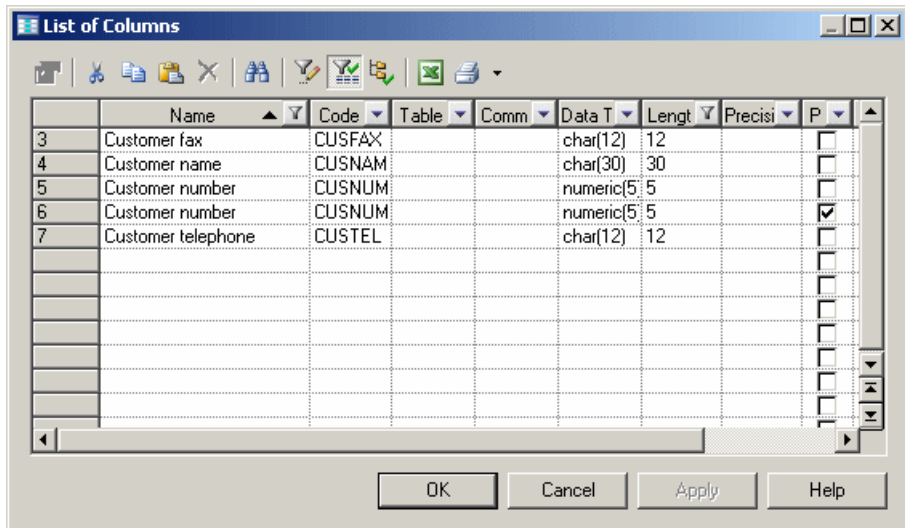 List of Columns
Name Code Table Comm Data T Lengt Precisi P
3 Customer fax CUSFAX char(12) 12
4 Customer name CUSNAM char(30) 30
5 Customer number CUSNUM numeric(5 5
6 Customer number CUSNUM numeric(5 5
7 Customer telephone CUSTEL char(12) 12
OK Cancel Apply Help